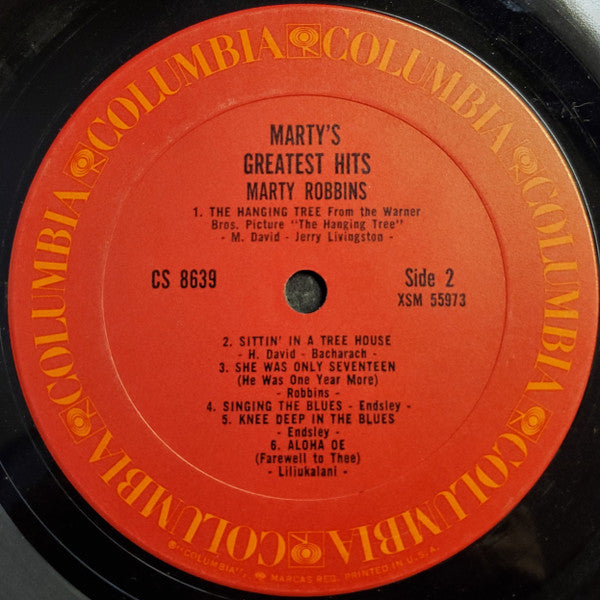 COLUMBIA COLUMBIA COLUMBIA COLUMBIA COLUMBIA COLUMBIA COLUMBIA COLUMBIA
MARTY'S
GREATEST HITS
MARTY ROBBINS
1. THE HANGING TREE From the Warner
Bros. Picture "The Hanging Tree"
- M. David - Jerry Livingston -
CS 8639
Side 2
XSM 55973
2. SITTIN' IN A TREE HOUSE
- H. David - Bacharach -
3. SHE WAS ONLY SEVENTEEN
(He Was One Year More)
- Robbins -
4. SINGING THE BLUES - Endsley -
5. KNEE DEEP IN THE BLUES
- Endsley -
6. ALOHA OE
(Farewell to Thee)
- Liliukalani -
® "COLUMBIA", MARCAS REG. PRINTED IN U.S.A.